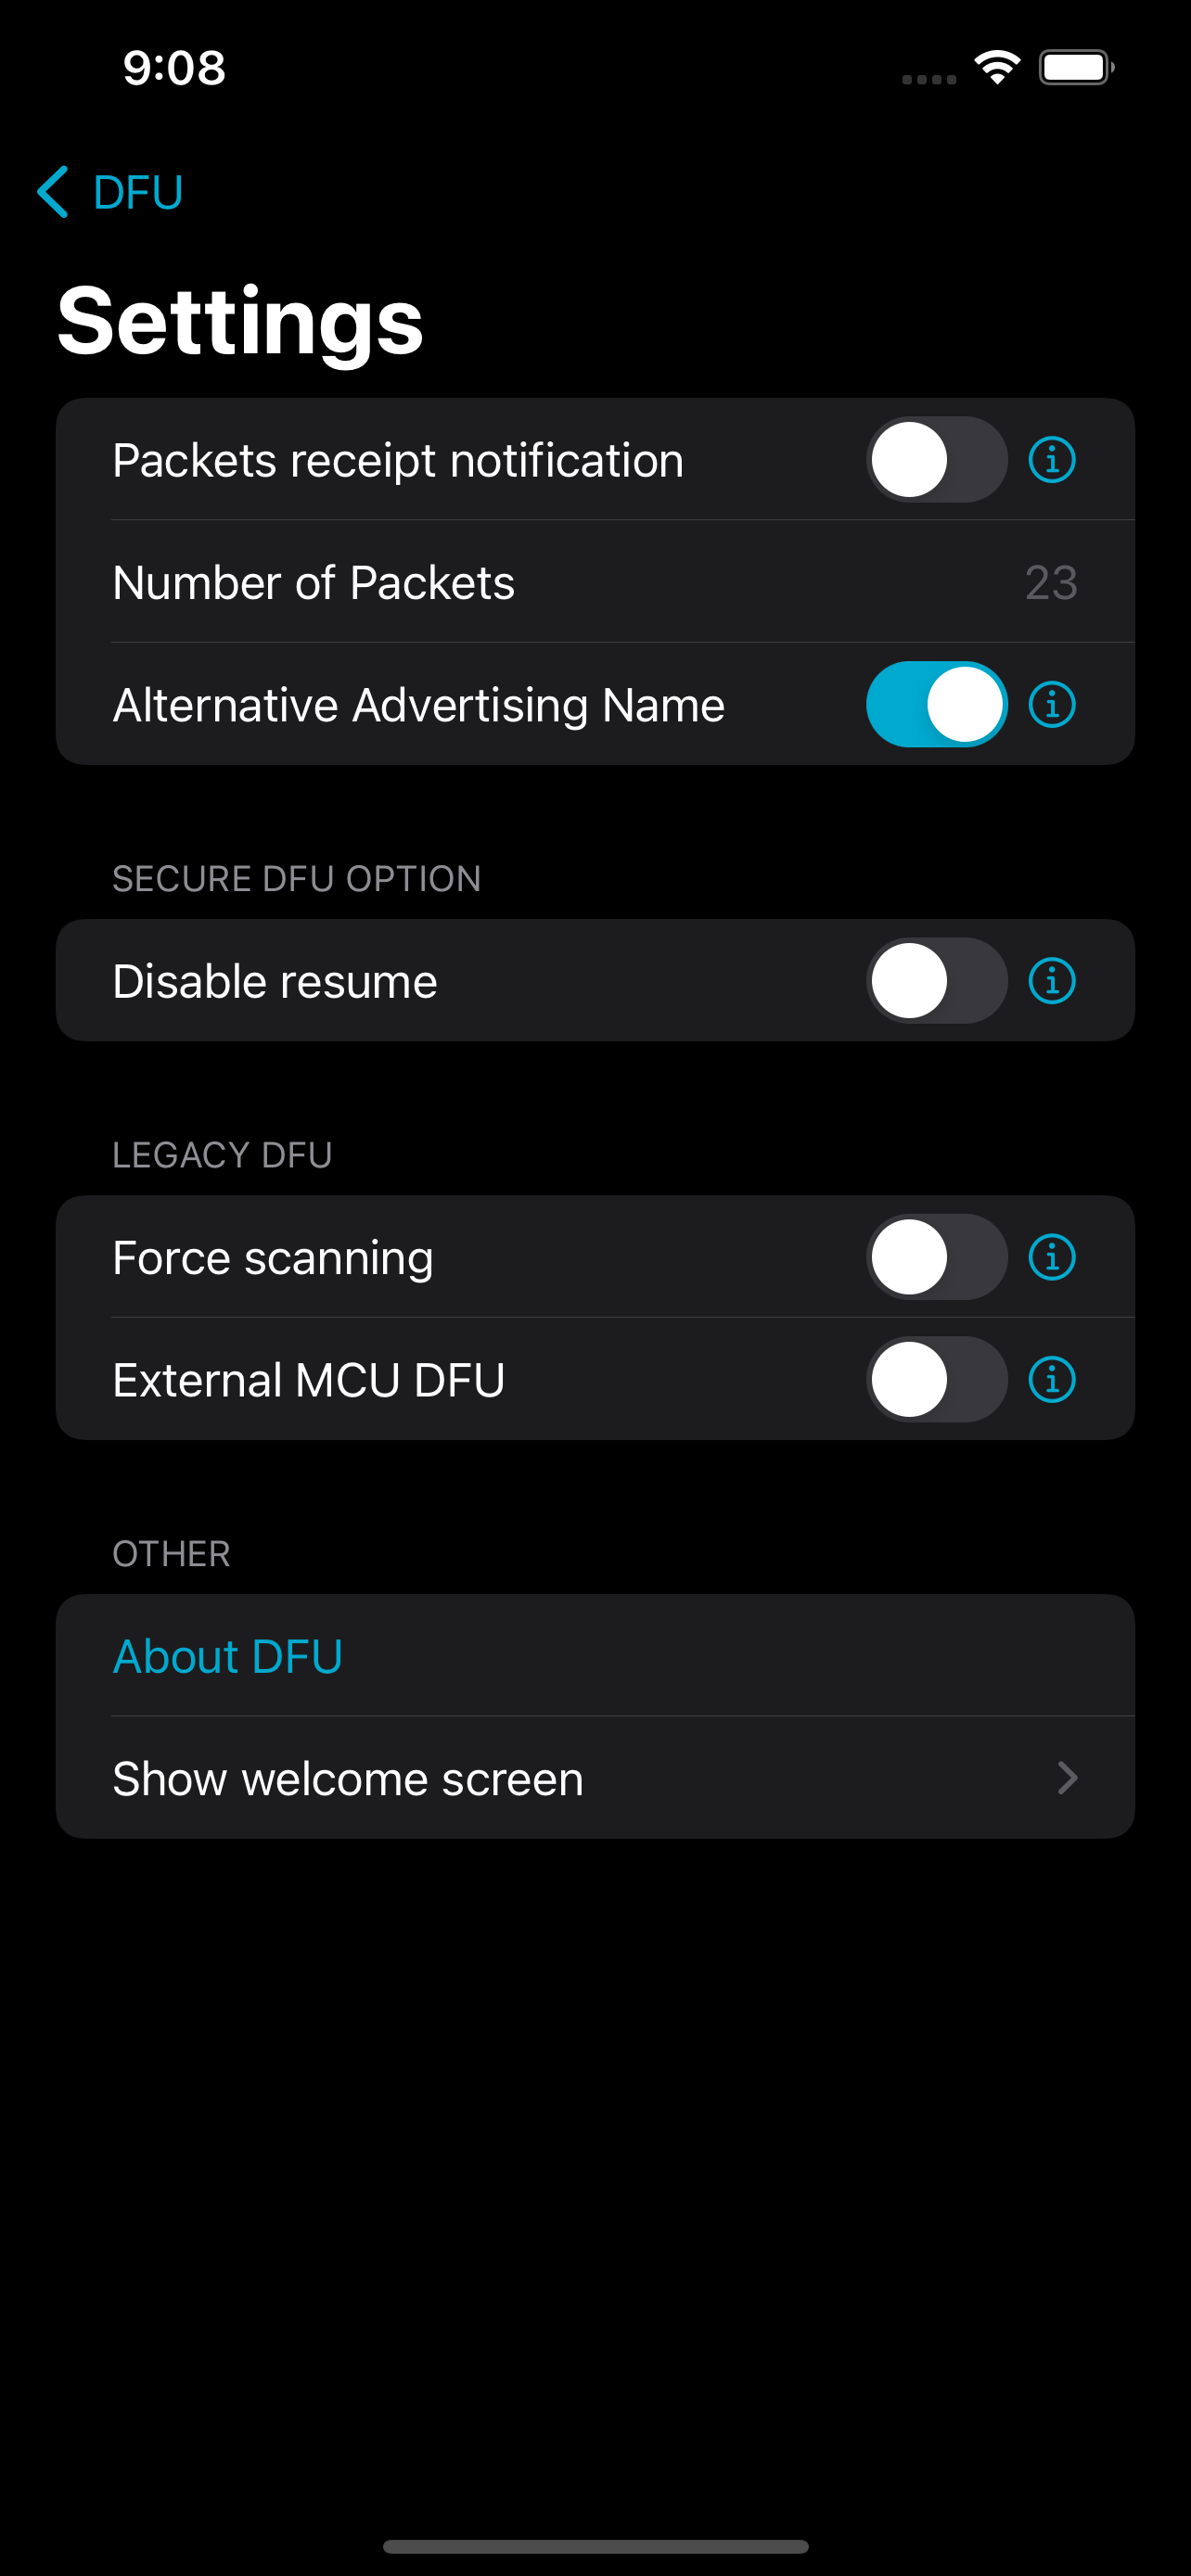 9:08
DFU
Settings
Packets receipt notification
Number of Packets 23
Alternative Advertising Name
SECURE DFU OPTION
Disable resume
LEGACY DFU
Force scanning
External MCU DFU
OTHER
About DFU
Show welcome screen